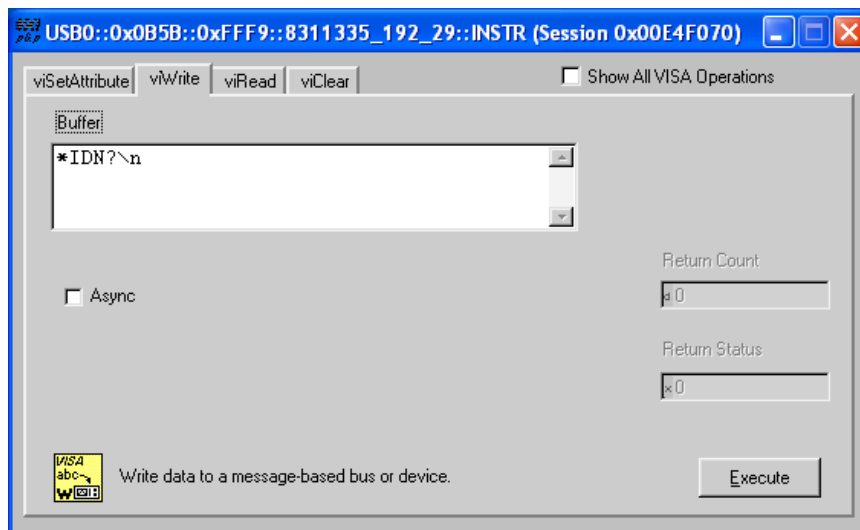 USB0::0x0B5B::0xFFF9::8311335_192_29::INSTR (Session 0x00E4F070)
viSetAttribute viWrite viRead viClear Show All VISA Operations
Buffer
*IDN?\n
Return Count
d 0
Async
Return Status
x 0
VISA
abc
W
Write data to a message-based bus or device.
Execute